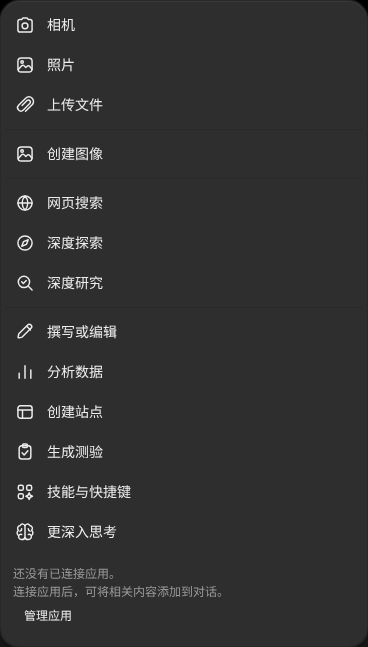 相机
照片
上传文件
创建图像
网页搜索
深度探索
深度研究
撰写或编辑
分析数据
创建站点
生成测验
技能与快捷键
更深入思考
还没有已连接应用。
连接应用后，可将相关内容添加到对话。
管理应用